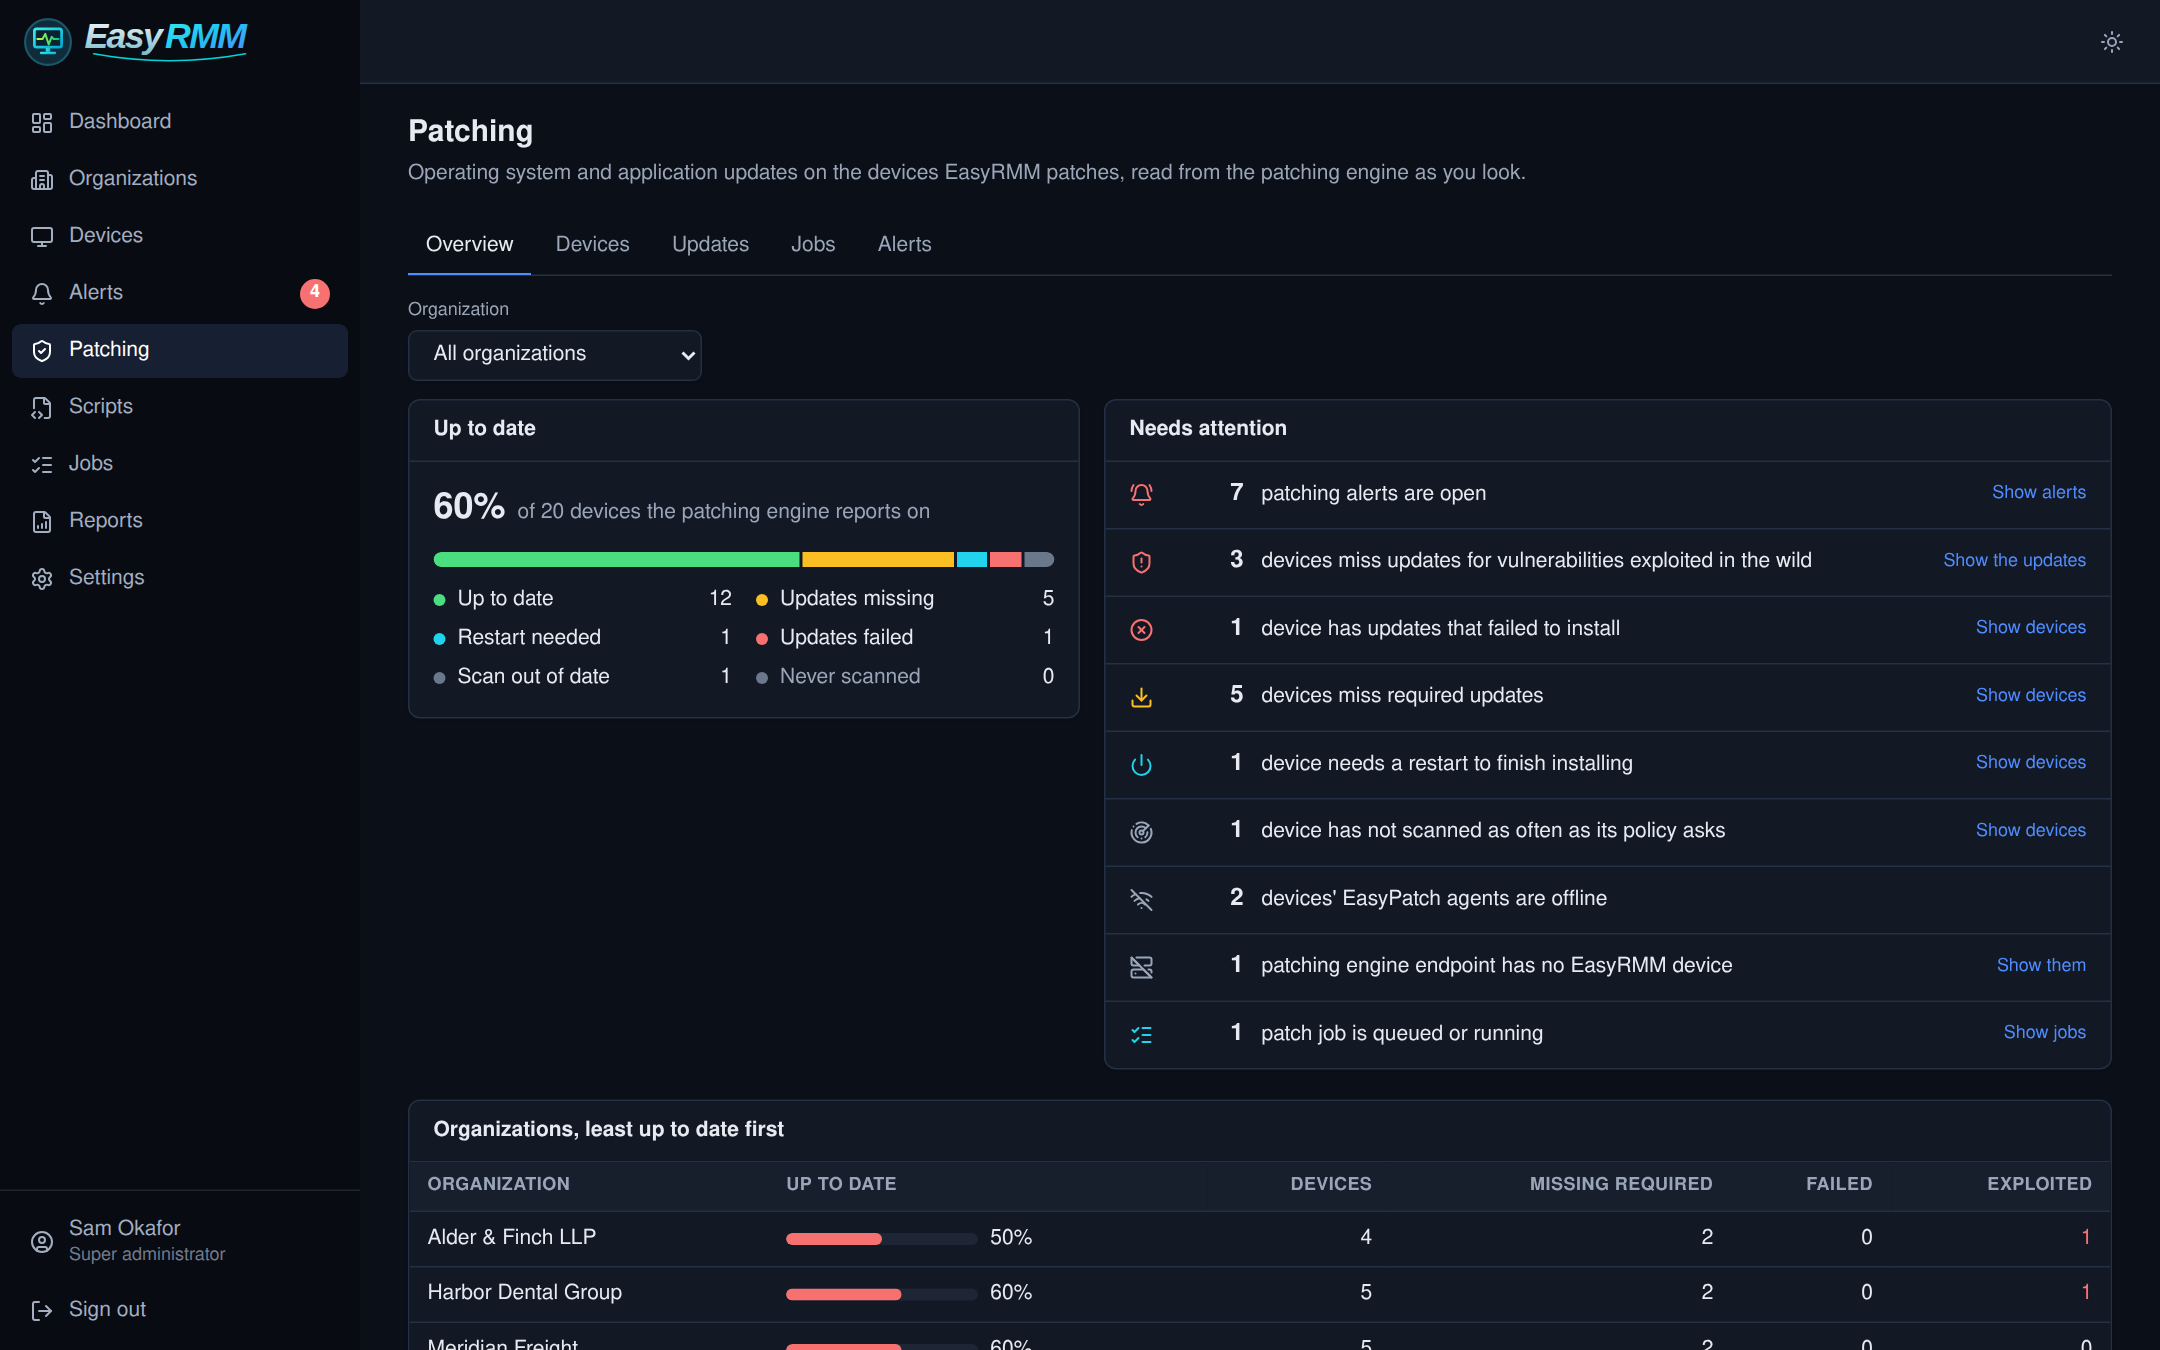 EasyRMM
Dashboard
Organizations
Devices
Alerts 4
Patching
Scripts
Jobs
Reports
Settings
Sam Okafor
Super administrator
Sign out
Patching
Operating system and application updates on the devices EasyRMM patches, read from the patching engine as you look.
Overview Devices Updates Jobs Alerts
Organization
All organizations
Up to date
60% of 20 devices the patching engine reports on
Up to date 12 Updates missing 5
Restart needed 1 Updates failed 1
Scan out of date 1 Never scanned 0
Needs attention
7 patching alerts are open Show alerts
3 devices miss updates for vulnerabilities exploited in the wild Show the updates
1 device has updates that failed to install Show devices
5 devices miss required updates Show devices
1 device needs a restart to finish installing Show devices
1 device has not scanned as often as its policy asks Show devices
2 devices' EasyPatch agents are offline
1 patching engine endpoint has no EasyRMM device Show them
1 patch job is queued or running Show jobs
Organizations, least up to date first
ORGANIZATION UP TO DATE DEVICES MISSING REQUIRED FAILED EXPLOITED
Alder & Finch LLP 50% 4 2 0 1
Harbor Dental Group 60% 5 2 0 1
Meridian Freight 60% 5 2 0 0